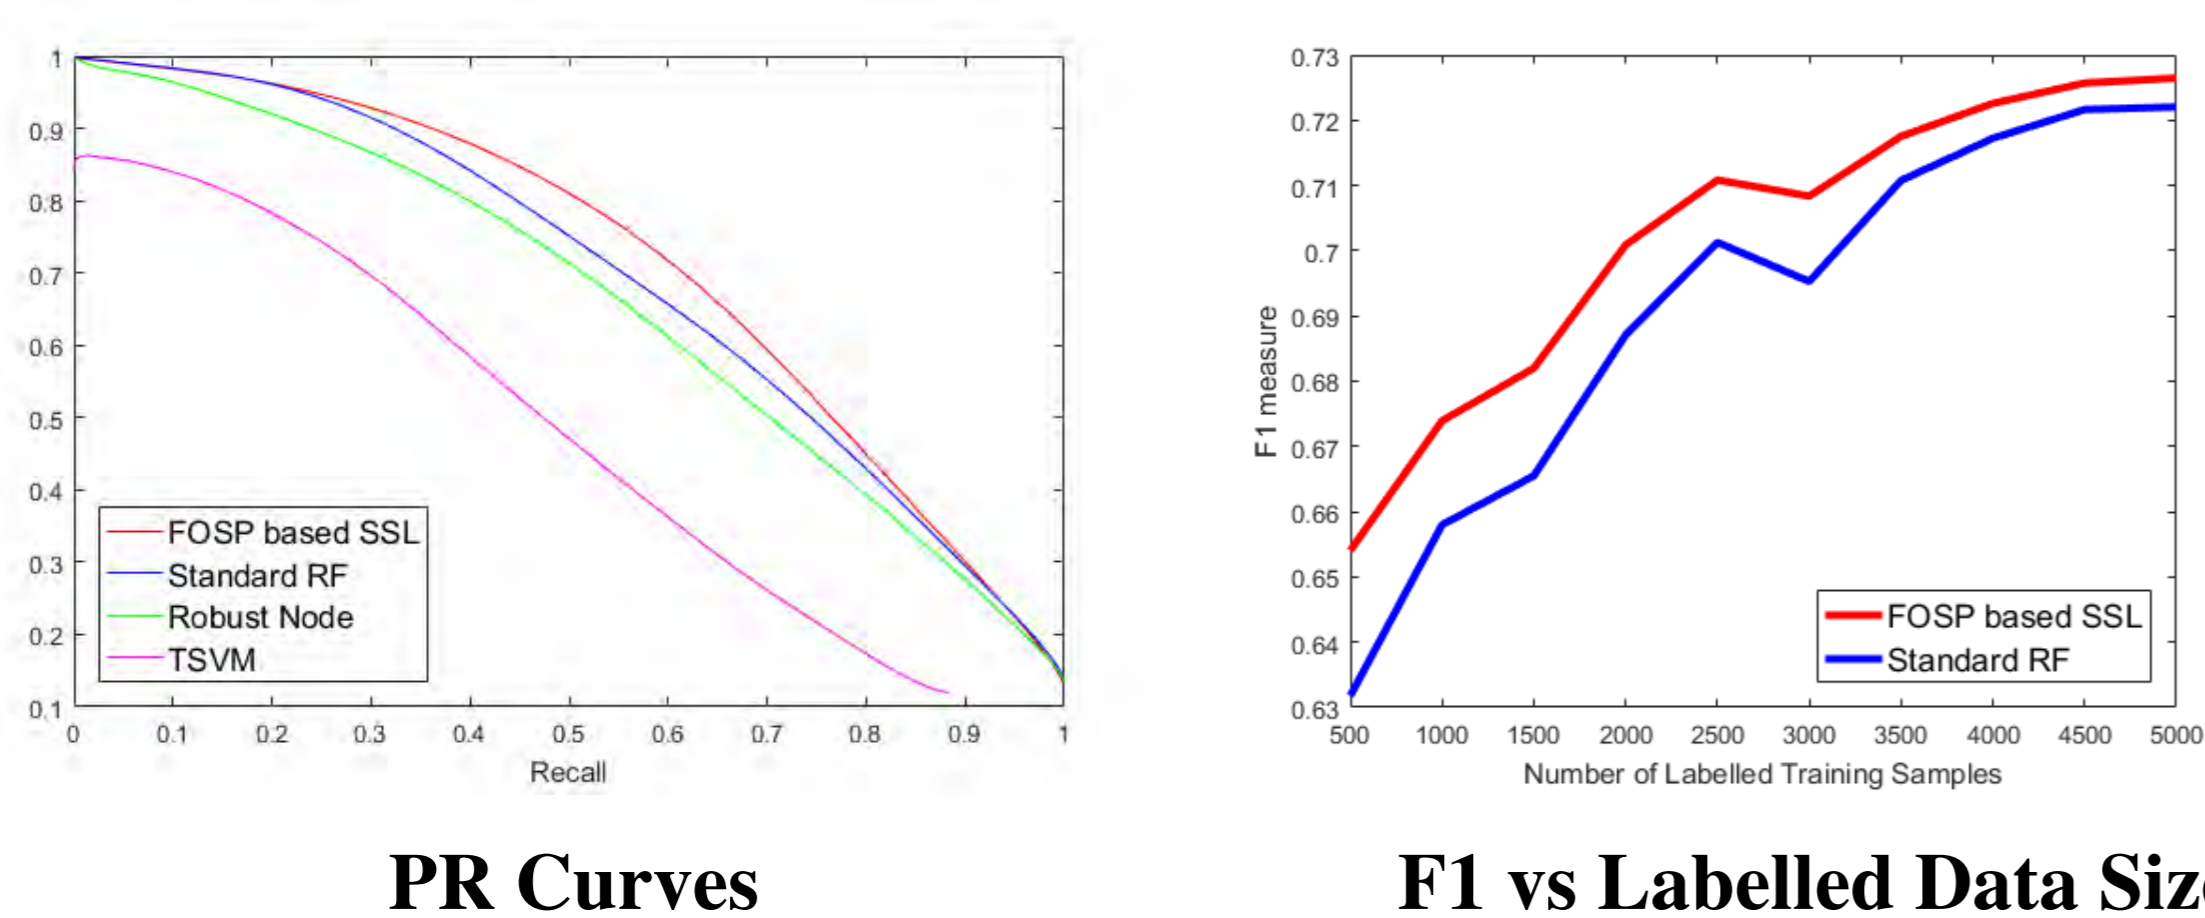 1
0.9
0.8
0.7
0.6
0.5
0.4
0.3
0.2
0.1
0 0.1 0.2 0.3 0.4 0.5 0.6 0.7 0.8 0.9 1
Recall
FOSP based SSL
Standard RF
Robust Node
TSVM
PR Curves
0.73
0.72
0.71
0.7
0.69
0.68
0.67
0.66
0.65
0.64
0.63
F1 measure
500 1000 1500 2000 2500 3000 3500 4000 4500 5000
Number of Labelled Training Samples
FOSP based SSL
Standard RF
F1 vs Labelled Data Siz